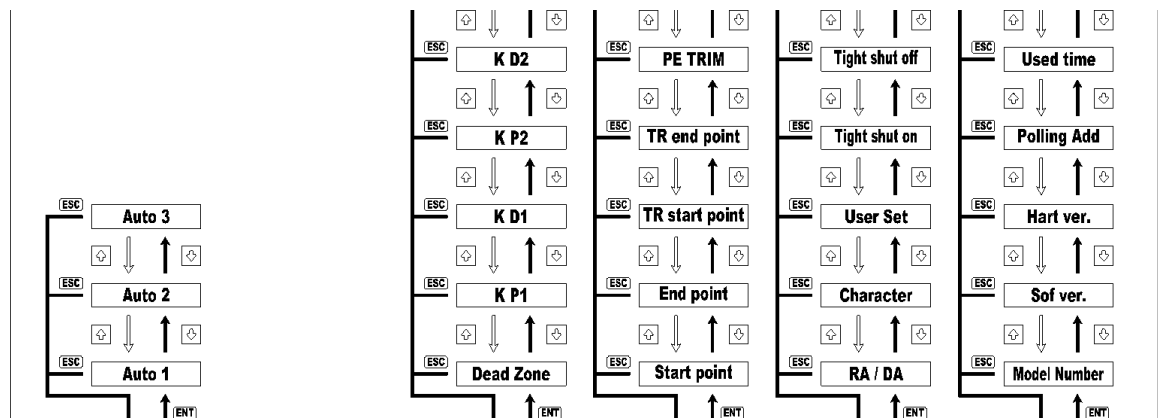 ESC ESC ESC ESC
K D2 PE TRIM Tight shut off Used time
ESC ESC ESC ESC
K P2 TR end point Tight shut on Polling Add
ESC ESC ESC ESC ESC
Auto 3 K D1 TR start point User Set Hart ver.
ESC ESC ESC ESC ESC
Auto 2 K P1 End point Character Sof ver.
ESC ESC ESC ESC ESC
Auto 1 Dead Zone Start point RA / DA Model Number
ENT ENT ENT ENT ENT